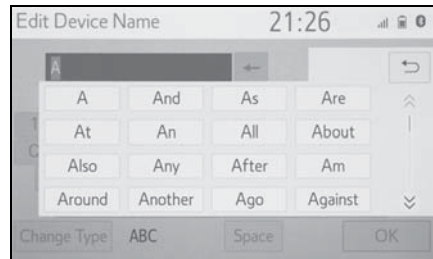 Edit Device Name 21:26
A
A And As Are
At An All About
Also Any After Am
Around Another Ago Against
Change Type ABC Space OK